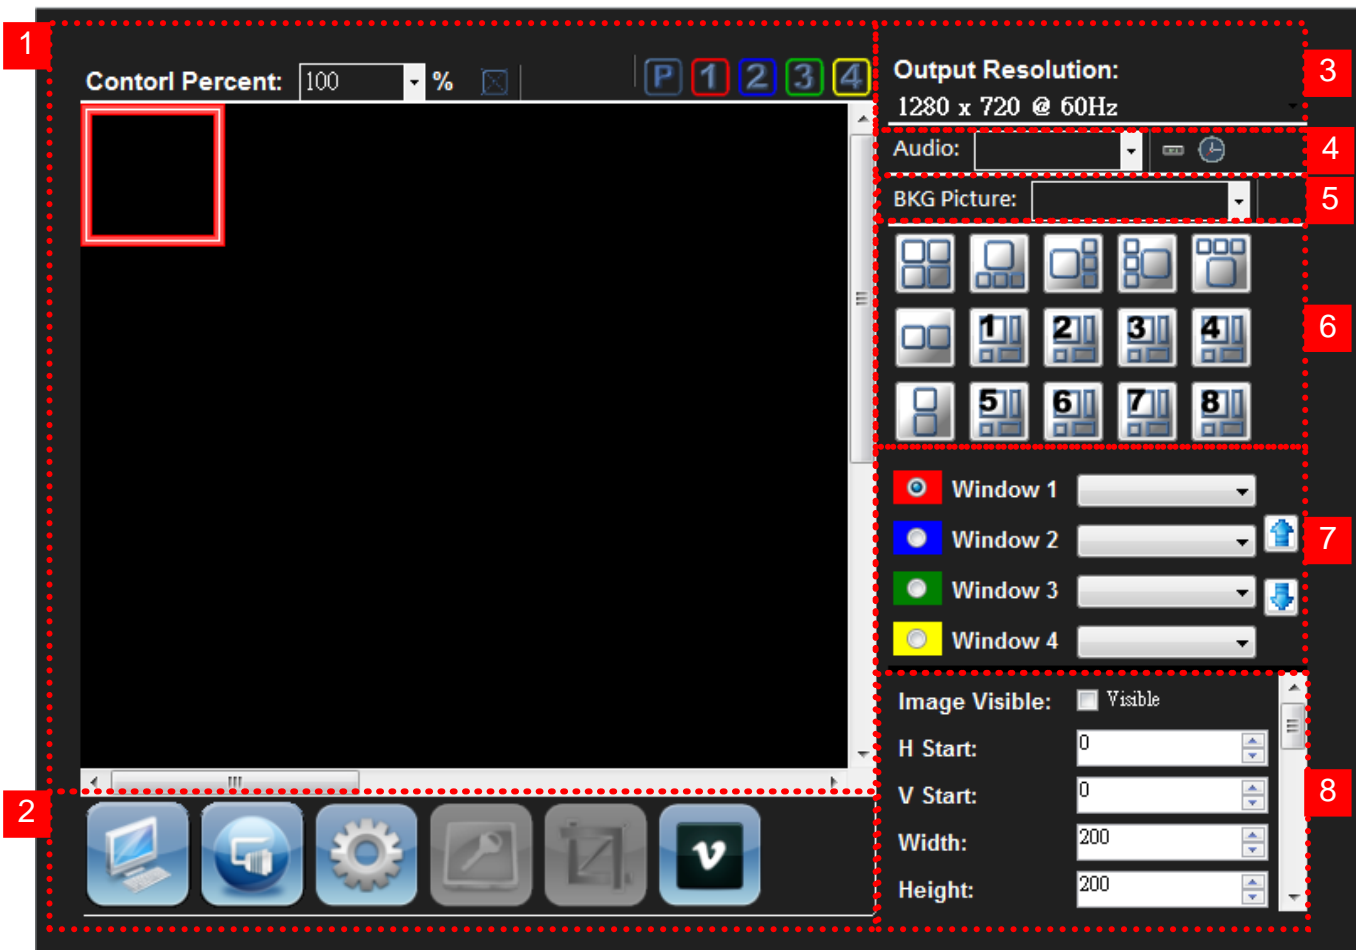 1
Contorl Percent: 100 % P 1 2 3 4
Output Resolution: 3
1280 x 720 @ 60Hz
Audio: 4
BKG Picture: 5
6
1 2 3 4
5 6 7 8
Window 1
Window 2 7
Window 3
Window 4
Image Visible: Visible
H Start: 0
V Start: 0 8
Width: 200
Height: 200
2
v